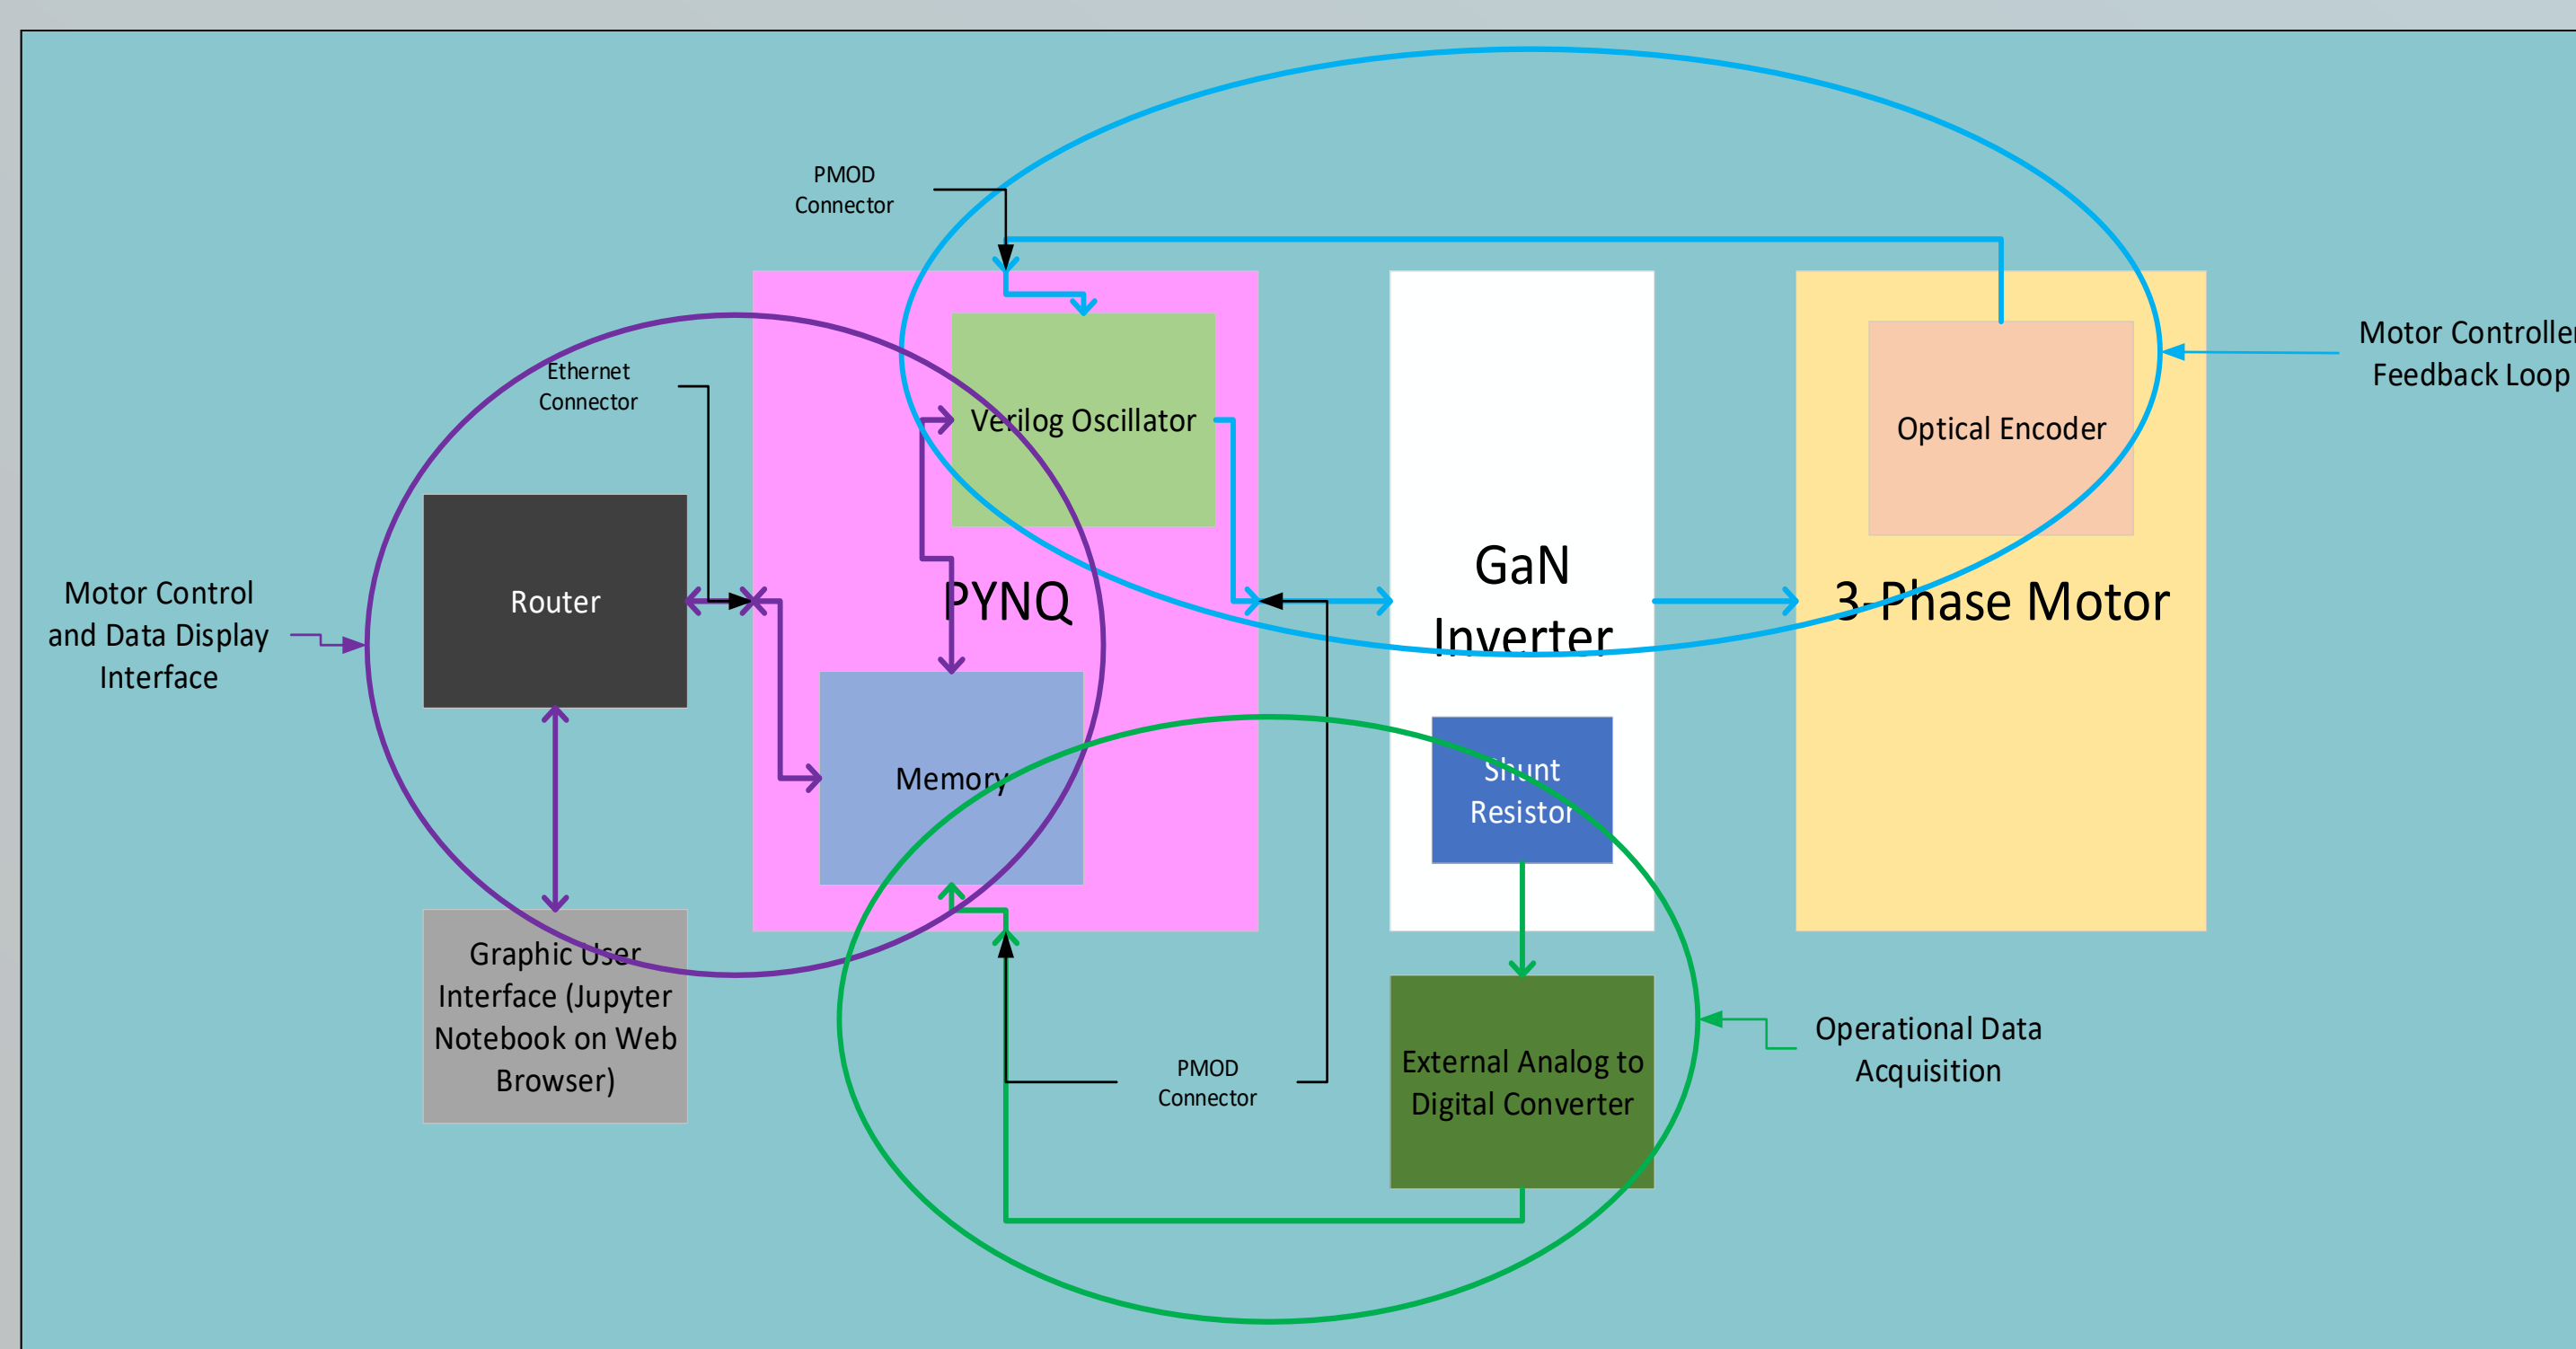 PMOD
Connector
Ethernet
Connector
Motor Controller
Feedback Loop
Verilog Oscillator
Optical Encoder
Router
PYNQ
GaN
Inverter
3-Phase Motor
Motor Control
and Data Display
Interface
Memory
Shunt
Resistor
Graphic User
Interface (Jupyter
Notebook on Web
Browser)
PMOD
Connector
External Analog to
Digital Converter
Operational Data
Acquisition